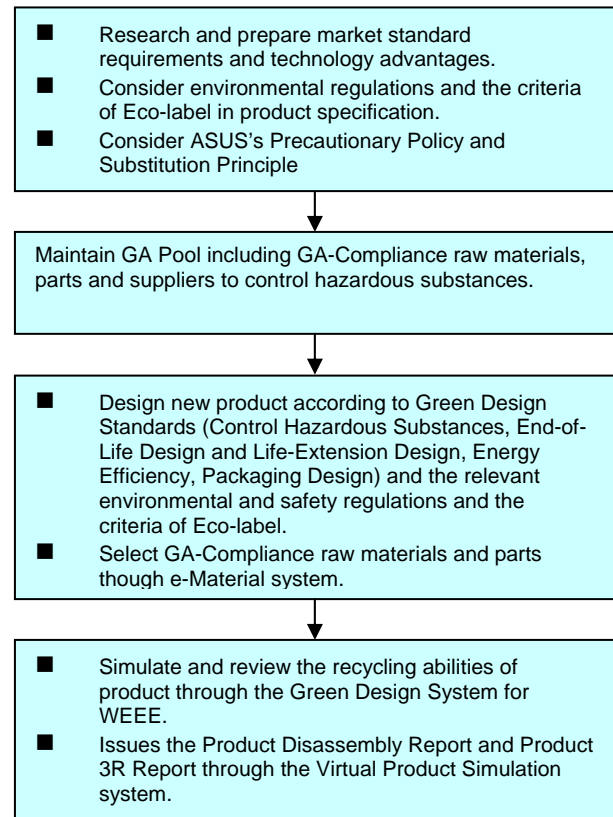 ■ Research and prepare market standard
requirements and technology advantages.
■ Consider environmental regulations and the criteria
of Eco-label in product specification.
■ Consider ASUS's Precautionary Policy and
Substitution Principle
Maintain GA Pool including GA-Compliance raw materials,
parts and suppliers to control hazardous substances.
■ Design new product according to Green Design
Standards (Control Hazardous Substances, End-of-
Life Design and Life-Extension Design, Energy
Efficiency, Packaging Design) and the relevant
environmental and safety regulations and the
criteria of Eco-label.
■ Select GA-Compliance raw materials and parts
though e-Material system.
■ Simulate and review the recycling abilities of
product through the Green Design System for
WEEE.
■ Issues the Product Disassembly Report and Product
3R Report through the Virtual Product Simulation
system.